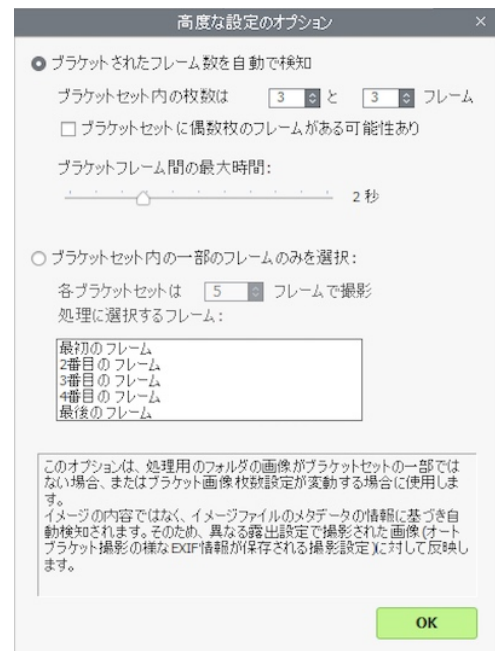 高度な設定のオプション ×
ブラケットされたフレーム数を自動で検知
ブラケットセット内の枚数は 3 と 3 フレーム
ブラケットセットに偶数枚のフレームがある可能性あり
ブラケットフレーム間の最大時間:
2 秒
ブラケットセット内の一部のフレームのみを選択:
各ブラケットセットは 5 フレームで撮影
処理に選択するフレーム:
最初のフレーム
2番目のフレーム
3番目のフレーム
4番目のフレーム
最後のフレーム
このオプションは、処理用のフォルダの画像がブラケットセットの一部では
ない場合、またはブラケット画像枚数設定が変動する場合に使用しま
す。
イメージの内容ではなく、イメージファイルのメタデータの情報に基づき自
動検知されます。そのため、異なる露出設定で撮影された画像(オート
ブラケット撮影の様なEXIF情報が保存される撮影設定)に対して反映し
ます。
OK